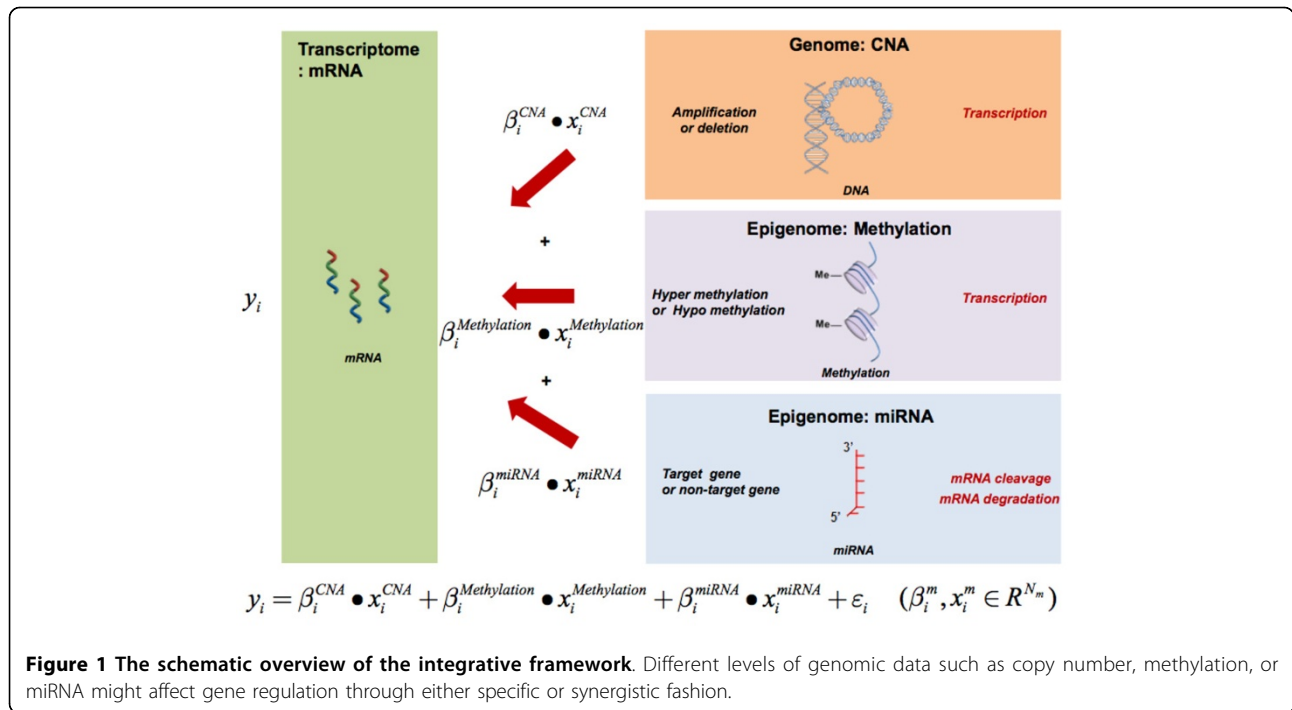 Transcriptome
: mRNA
y_i
mRNA
β_i^{CNA} ● x_i^{CNA}
+
β_i^{Methylation} ● x_i^{Methylation}
+
β_i^{miRNA} ● x_i^{miRNA}
Genome: CNA
Amplification
or deletion
Transcription
DNA
Epigenome: Methylation
Me
Hyper methylation
or Hypo methylation
Transcription
Me
Methylation
Epigenome: miRNA
3'
Target gene
or non-target gene
mRNA cleavage
mRNA degradation
5'
miRNA
y_i = β_i^{CNA} ● x_i^{CNA} + β_i^{Methylation} ● x_i^{Methylation} + β_i^{miRNA} ● x_i^{miRNA} + ε_i (β_i^m, x_i^m ∈ R^{N_m})
Figure 1 The schematic overview of the integrative framework. Different levels of genomic data such as copy number, methylation, or
miRNA might affect gene regulation through either specific or synergistic fashion.